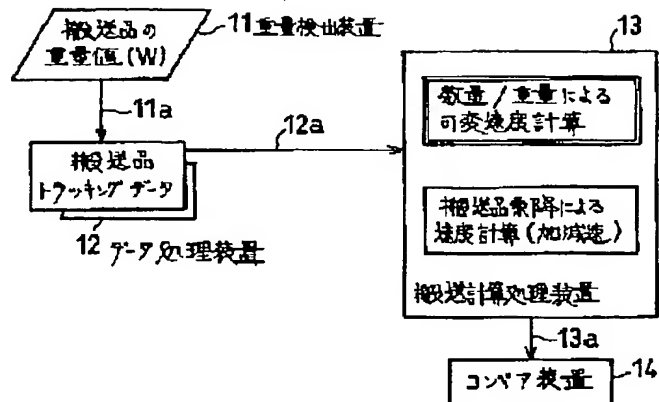 搬送品の
重量値(W)
11 重量検出装置
11a
搬送品
トラッキングデータ
12 データ処理装置
12a
13
数量/重量による
可変速度計算
搬送品乗降による
速度計算(加減速)
搬送計算処理装置
13a
コンベア装置
14